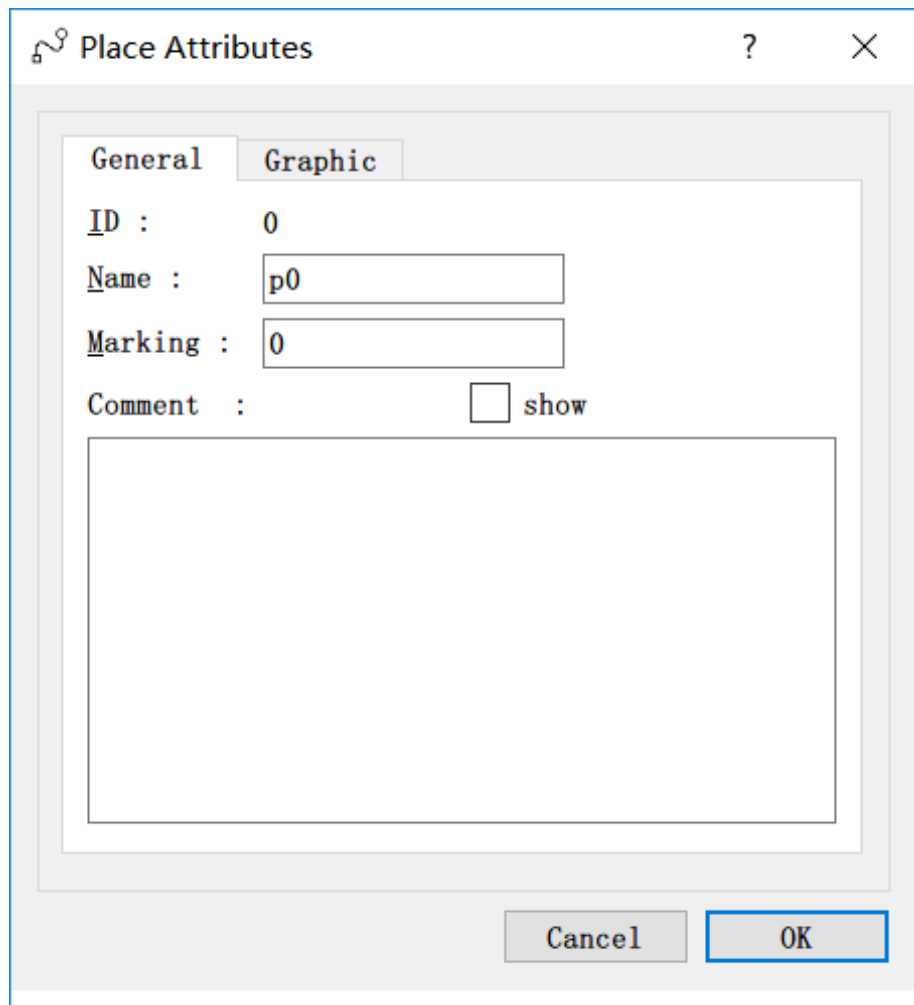 Place Attributes ?
General Graphic
ID : 0
Name : p0
Marking : 0
Comment : show
Cancel OK